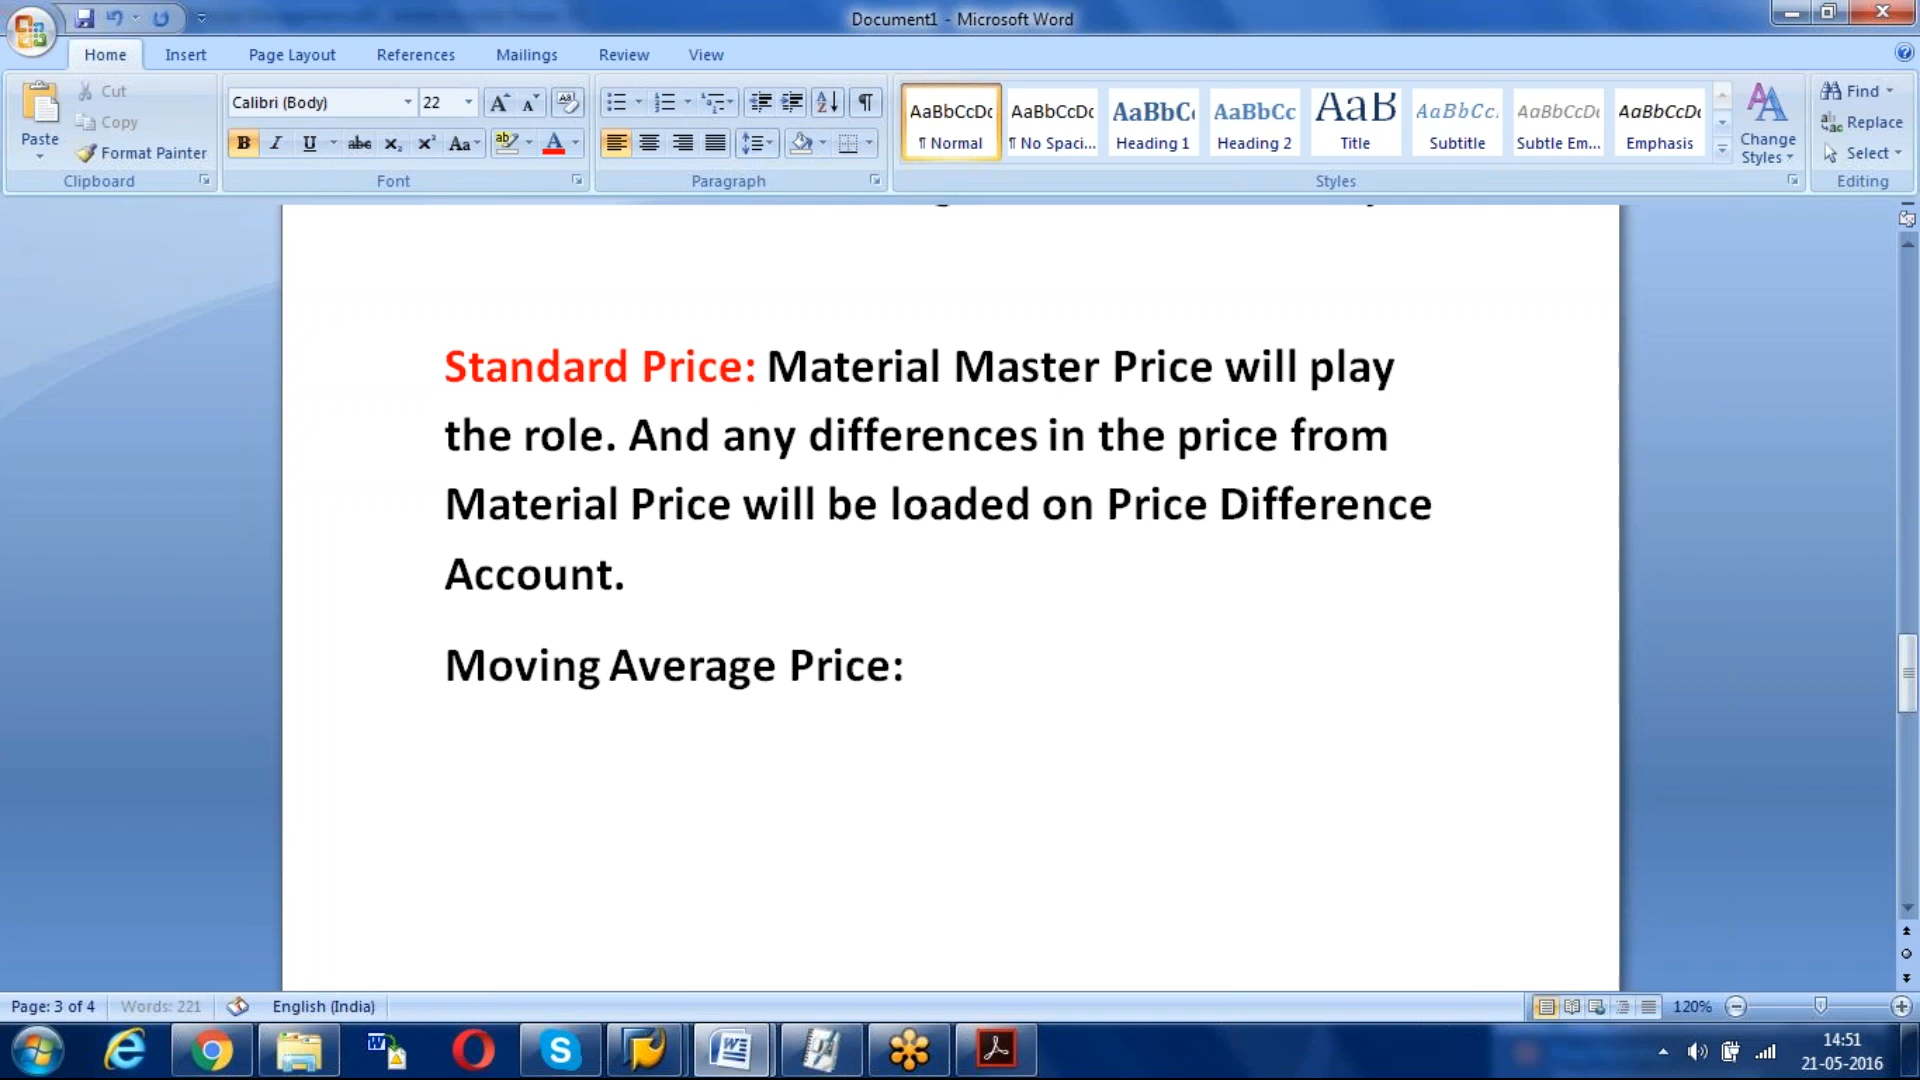 Document1 - Microsoft Word
Home Insert Page Layout References Mailings Review View
Paste
Cut
Copy
Format Painter
Clipboard
Calibri (Body) 22
Font
Paragraph
AaBbCcDc AaBbCcDc AaBbC AaBbCc AaB AaBbCc. AaBbCcDc AaBbCcDc
¶ Normal ¶ No Spaci... Heading 1 Heading 2 Title Subtitle Subtle Em... Emphasis
Change Styles
Styles
Find
Replace
Select
Editing
Standard Price: Material Master Price will play
the role. And any differences in the price from
Material Price will be loaded on Price Difference
Account.
Moving Average Price:
Page: 3 of 4 Words: 221 English (India) 120%
14:51
21-05-2016